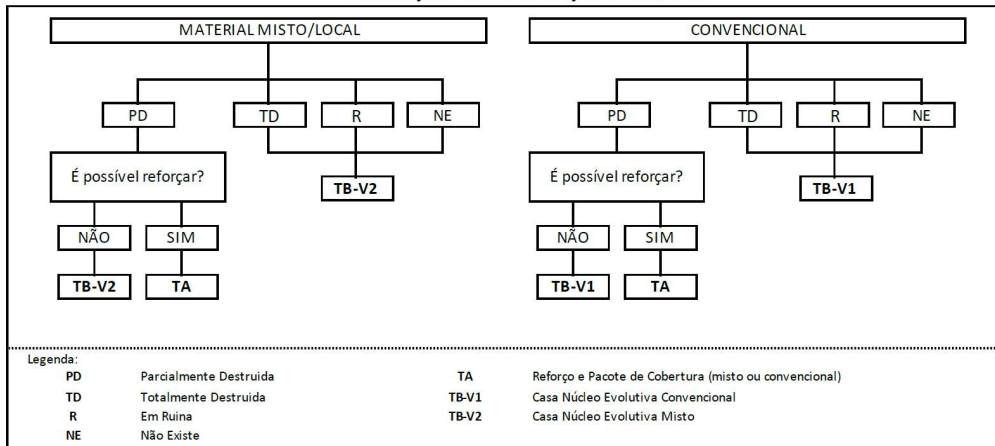 MATERIAL MISTO/LOCAL
CONVENCIONAL
PD
TD
R
NE
PD
TD
R
NE
É possível reforçar?
TB-V2
É possível reforçar?
TB-V1
NÃO
SIM
NÃO
SIM
TB-V2
TA
TB-V1
TA
Legenda:
PD Parcialmente Destruida TA Reforço e Pacote de Cobertura (misto ou convencional)
TD Totalmente Destruida TB-V1 Casa Núcleo Evolutiva Convencional
R Em Ruina TB-V2 Casa Núcleo Evolutiva Misto
NE Não Existe